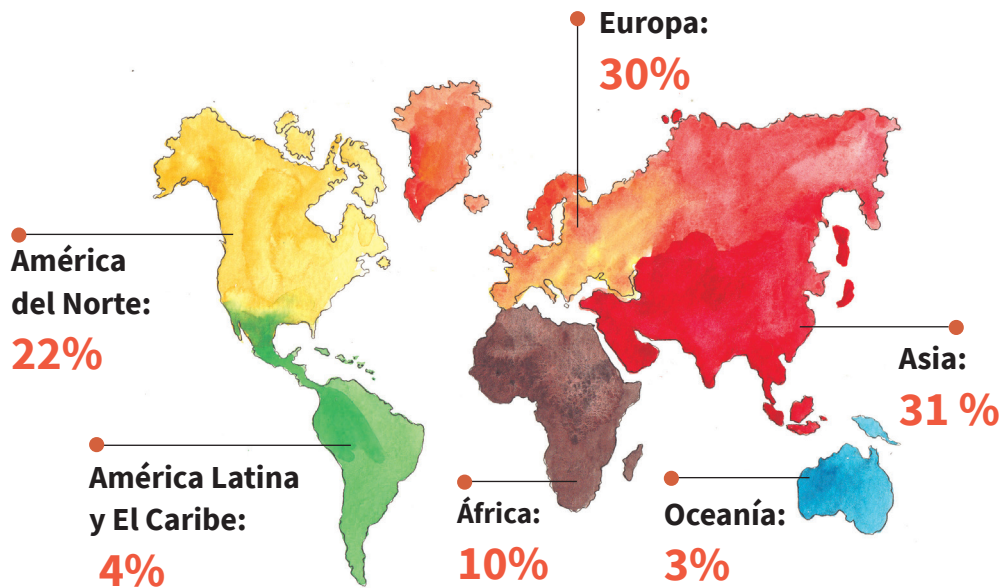 Europa:
30%
América
del Norte:
22%
Asia:
31 %
América Latina
y El Caribe:
4%
África:
10%
Oceanía:
3%